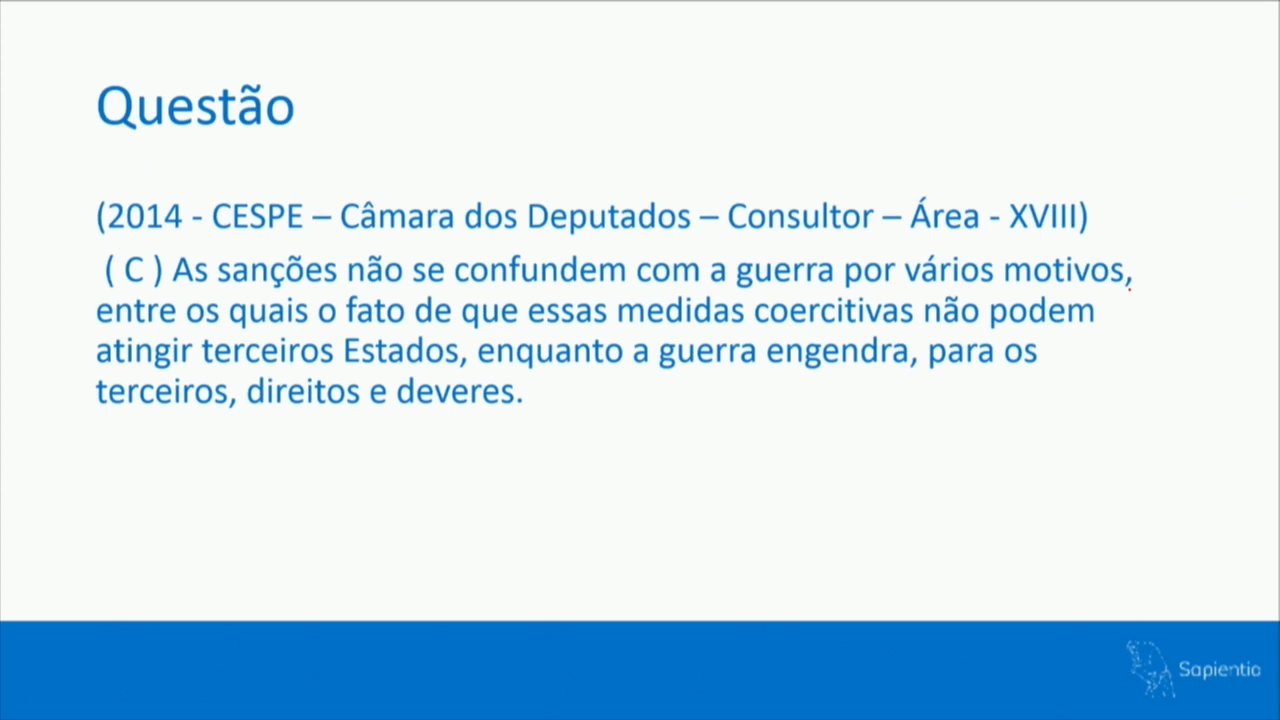 Questão
(2014 - CESPE – Câmara dos Deputados – Consultor – Área - XVIII)
( C ) As sanções não se confundem com a guerra por vários motivos,
entre os quais o fato de que essas medidas coercitivas não podem
atingir terceiros Estados, enquanto a guerra engendra, para os
terceiros, direitos e deveres.
Sapientia